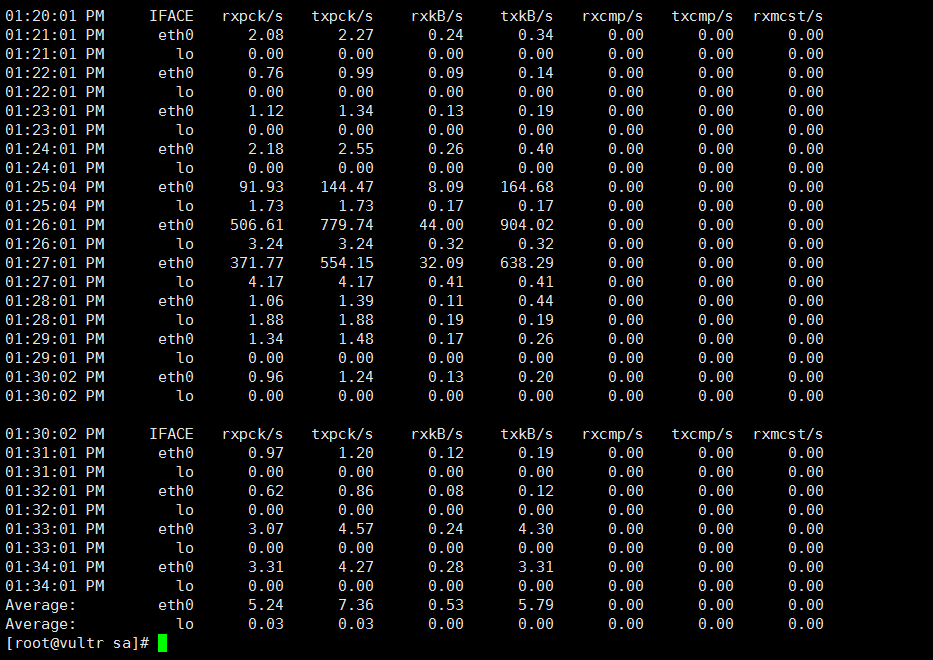 01:20:01 PM     IFACE   rxpck/s   txpck/s    rxkB/s    txkB/s   rxcmp/s   txcmp/s  rxmcst/s
01:21:01 PM      eth0      2.08      2.27      0.24      0.34      0.00      0.00      0.00
01:21:01 PM        lo      0.00      0.00      0.00      0.00      0.00      0.00      0.00
01:22:01 PM      eth0      0.76      0.99      0.09      0.14      0.00      0.00      0.00
01:22:01 PM        lo      0.00      0.00      0.00      0.00      0.00      0.00      0.00
01:23:01 PM      eth0      1.12      1.34      0.13      0.19      0.00      0.00      0.00
01:23:01 PM        lo      0.00      0.00      0.00      0.00      0.00      0.00      0.00
01:24:01 PM      eth0      2.18      2.55      0.26      0.40      0.00      0.00      0.00
01:24:01 PM        lo      0.00      0.00      0.00      0.00      0.00      0.00      0.00
01:25:04 PM      eth0     91.93    144.47      8.09    164.68      0.00      0.00      0.00
01:25:04 PM        lo      1.73      1.73      0.17      0.17      0.00      0.00      0.00
01:26:01 PM      eth0    506.61    779.74     44.00    904.02      0.00      0.00      0.00
01:26:01 PM        lo      3.24      3.24      0.32      0.32      0.00      0.00      0.00
01:27:01 PM      eth0    371.77    554.15     32.09    638.29      0.00      0.00      0.00
01:27:01 PM        lo      4.17      4.17      0.41      0.41      0.00      0.00      0.00
01:28:01 PM      eth0      1.06      1.39      0.11      0.44      0.00      0.00      0.00
01:28:01 PM        lo      1.88      1.88      0.19      0.19      0.00      0.00      0.00
01:29:01 PM      eth0      1.34      1.48      0.17      0.26      0.00      0.00      0.00
01:29:01 PM        lo      0.00      0.00      0.00      0.00      0.00      0.00      0.00
01:30:02 PM      eth0      0.96      1.24      0.13      0.20      0.00      0.00      0.00
01:30:02 PM        lo      0.00      0.00      0.00      0.00      0.00      0.00      0.00

01:30:02 PM     IFACE   rxpck/s   txpck/s    rxkB/s    txkB/s   rxcmp/s   txcmp/s  rxmcst/s
01:31:01 PM      eth0      0.97      1.20      0.12      0.19      0.00      0.00      0.00
01:31:01 PM        lo      0.00      0.00      0.00      0.00      0.00      0.00      0.00
01:32:01 PM      eth0      0.62      0.86      0.08      0.12      0.00      0.00      0.00
01:32:01 PM        lo      0.00      0.00      0.00      0.00      0.00      0.00      0.00
01:33:01 PM      eth0      3.07      4.57      0.24      4.30      0.00      0.00      0.00
01:33:01 PM        lo      0.00      0.00      0.00      0.00      0.00      0.00      0.00
01:34:01 PM      eth0      3.31      4.27      0.28      3.31      0.00      0.00      0.00
01:34:01 PM        lo      0.00      0.00      0.00      0.00      0.00      0.00      0.00
Average:         eth0      5.24      7.36      0.53      5.79      0.00      0.00      0.00
Average:           lo      0.03      0.03      0.00      0.00      0.00      0.00      0.00
[root@vultr sa]#